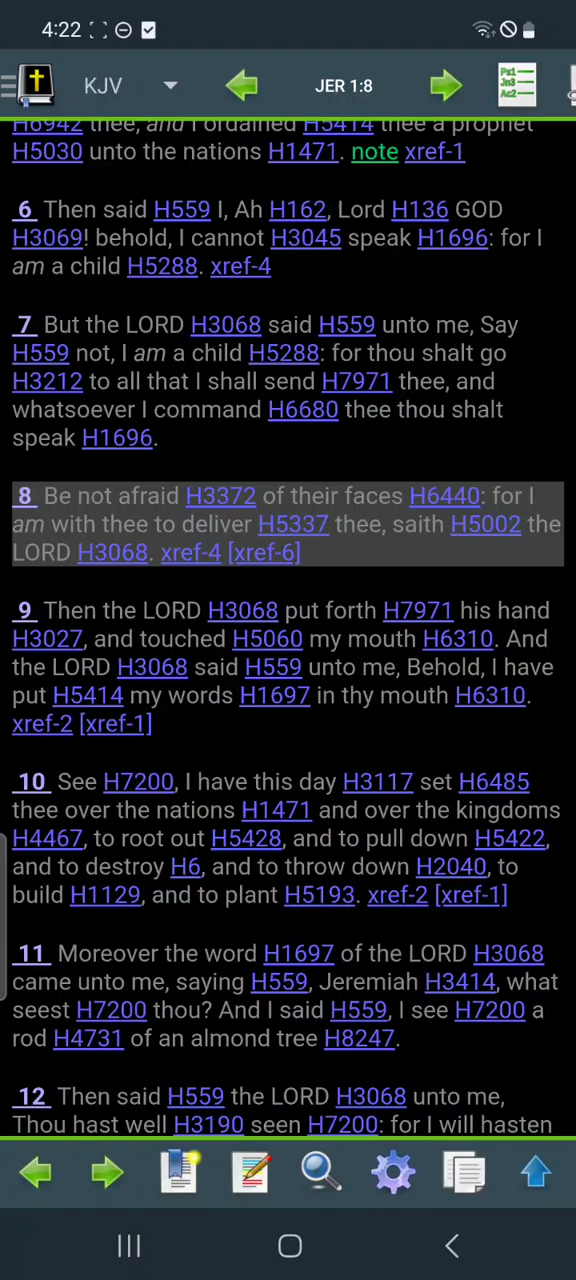 4:22
KJV
JER 1:8
Ps1
Jn3
Ac2
H6942 thee, and I ordained H5414 thee a prophet
H5030 unto the nations H1471. note xref-1
6 Then said H559 I, Ah H162, Lord H136 GOD
H3069! behold, I cannot H3045 speak H1696: for I
am a child H5288. xref-4
7 But the LORD H3068 said H559 unto me, Say
H559 not, I am a child H5288: for thou shalt go
H3212 to all that I shall send H7971 thee, and
whatsoever I command H6680 thee thou shalt
speak H1696.
8 Be not afraid H3372 of their faces H6440: for I
am with thee to deliver H5337 thee, saith H5002 the
LORD H3068. xref-4 [xref-6]
9 Then the LORD H3068 put forth H7971 his hand
H3027, and touched H5060 my mouth H6310. And
the LORD H3068 said H559 unto me, Behold, I have
put H5414 my words H1697 in thy mouth H6310.
xref-2 [xref-1]
10 See H7200, I have this day H3117 set H6485
thee over the nations H1471 and over the kingdoms
H4467, to root out H5428, and to pull down H5422,
and to destroy H6, and to throw down H2040, to
build H1129, and to plant H5193. xref-2 [xref-1]
11 Moreover the word H1697 of the LORD H3068
came unto me, saying H559, Jeremiah H3414, what
seest H7200 thou? And I said H559, I see H7200 a
rod H4731 of an almond tree H8247.
12 Then said H559 the LORD H3068 unto me,
Thou hast well H3190 seen H7200: for I will hasten